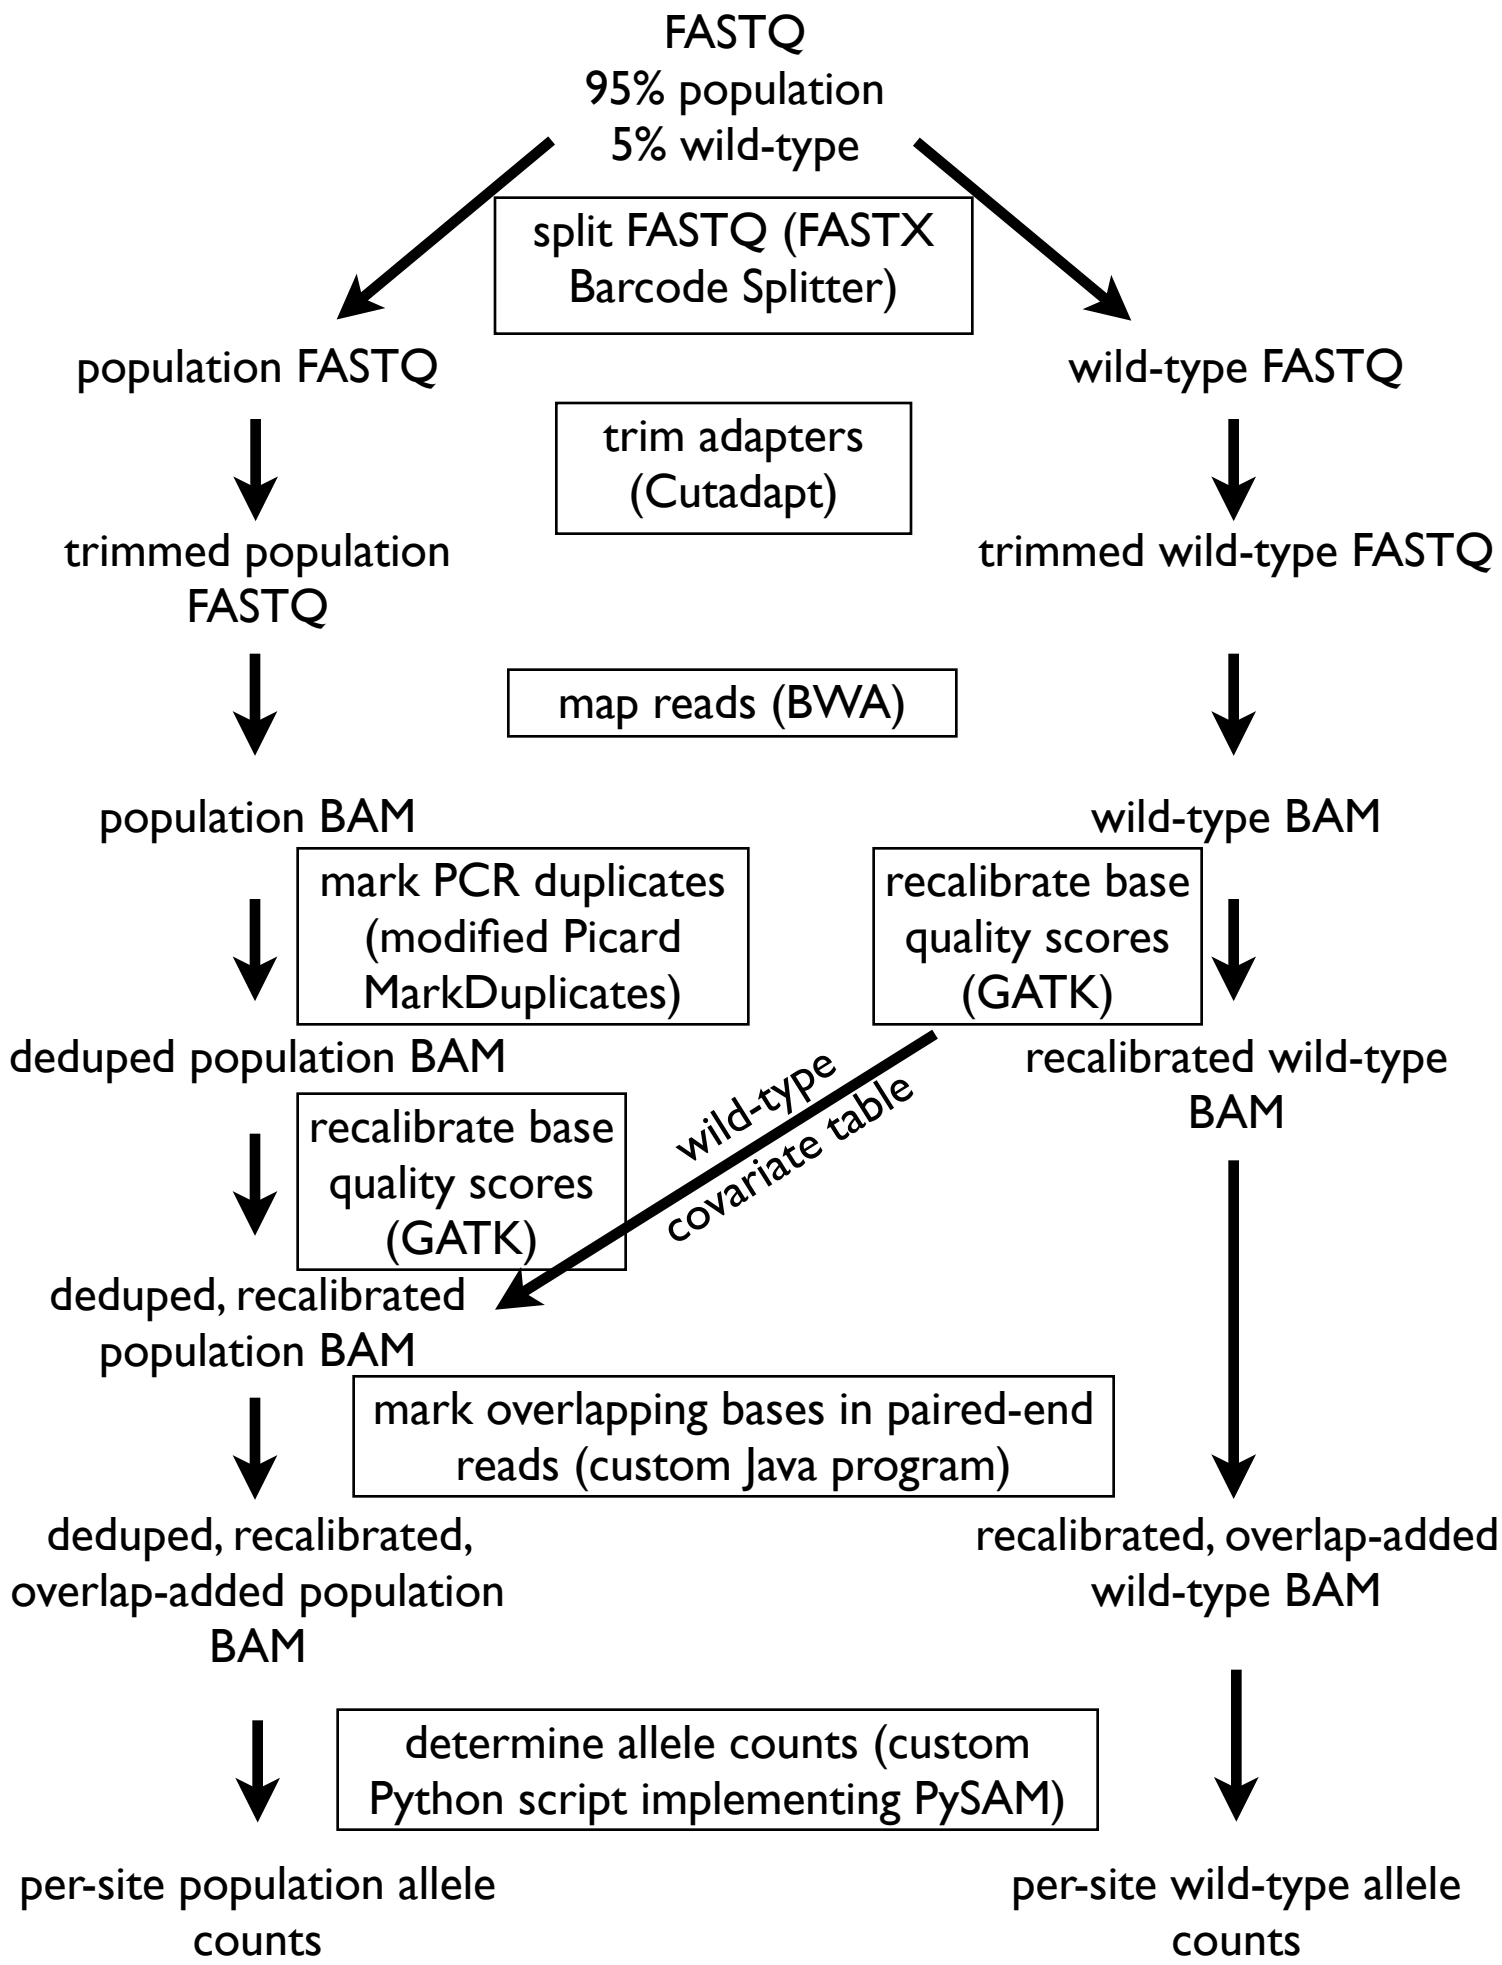 FASTQ
95% population
5% wild-type
split FASTQ (FASTX
Barcode Splitter)
population FASTQ
wild-type FASTQ
trim adapters
(Cutadapt)
trimmed population
FASTQ
trimmed wild-type FASTQ
map reads (BWA)
population BAM
wild-type BAM
mark PCR duplicates
(modified Picard
MarkDuplicates)
recalibrate base
quality scores
(GATK)
deduped population BAM
recalibrated wild-type
BAM
wild-type
covariate table
recalibrate base
quality scores
(GATK)
deduped, recalibrated
population BAM
mark overlapping bases in paired-end
reads (custom Java program)
deduped, recalibrated,
overlap-added population
BAM
recalibrated, overlap-added
wild-type BAM
determine allele counts (custom
Python script implementing PySAM)
per-site population allele
counts
per-site wild-type allele
counts